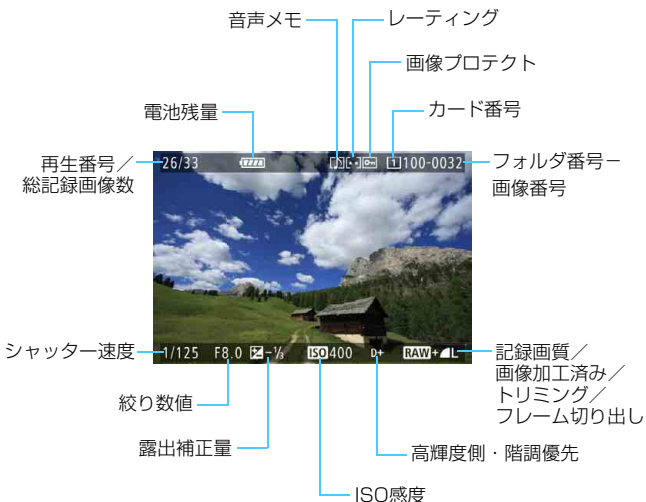 音声メモ
レーティング
画像プロテクト
電池残量
カード番号
再生番号／
総記録画像数
26/33
1 100-0032
フォルダ番号−
画像番号
シャッター速度
1/125 F8.0 −1/3 ISO400 D+ RAW+L
記録画質／
画像加工済み／
トリミング／
フレーム切り出し
絞り数値
露出補正量
高輝度側・階調優先
ISO感度